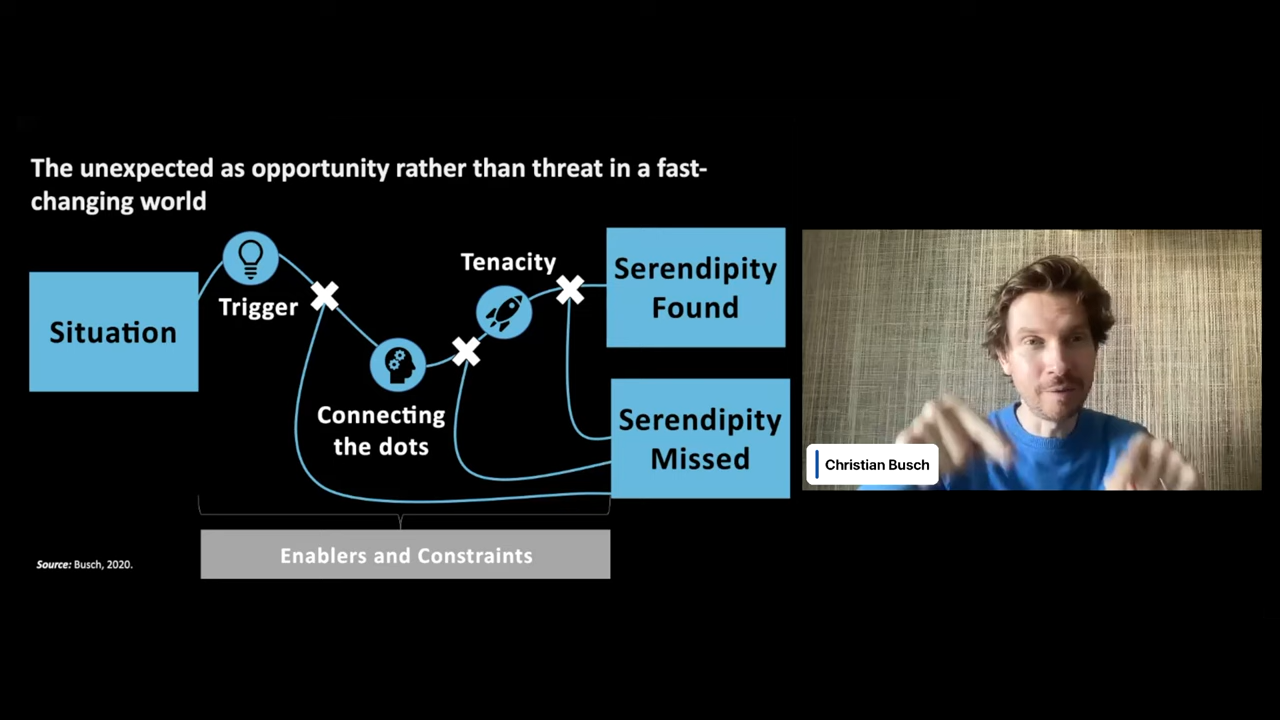 The unexpected as opportunity rather than threat in a fast-
changing world
Situation
Trigger
Connecting
the dots
Tenacity
Serendipity
Found
Serendipity
Missed
Enablers and Constraints
Source: Busch, 2020.
Christian Busch